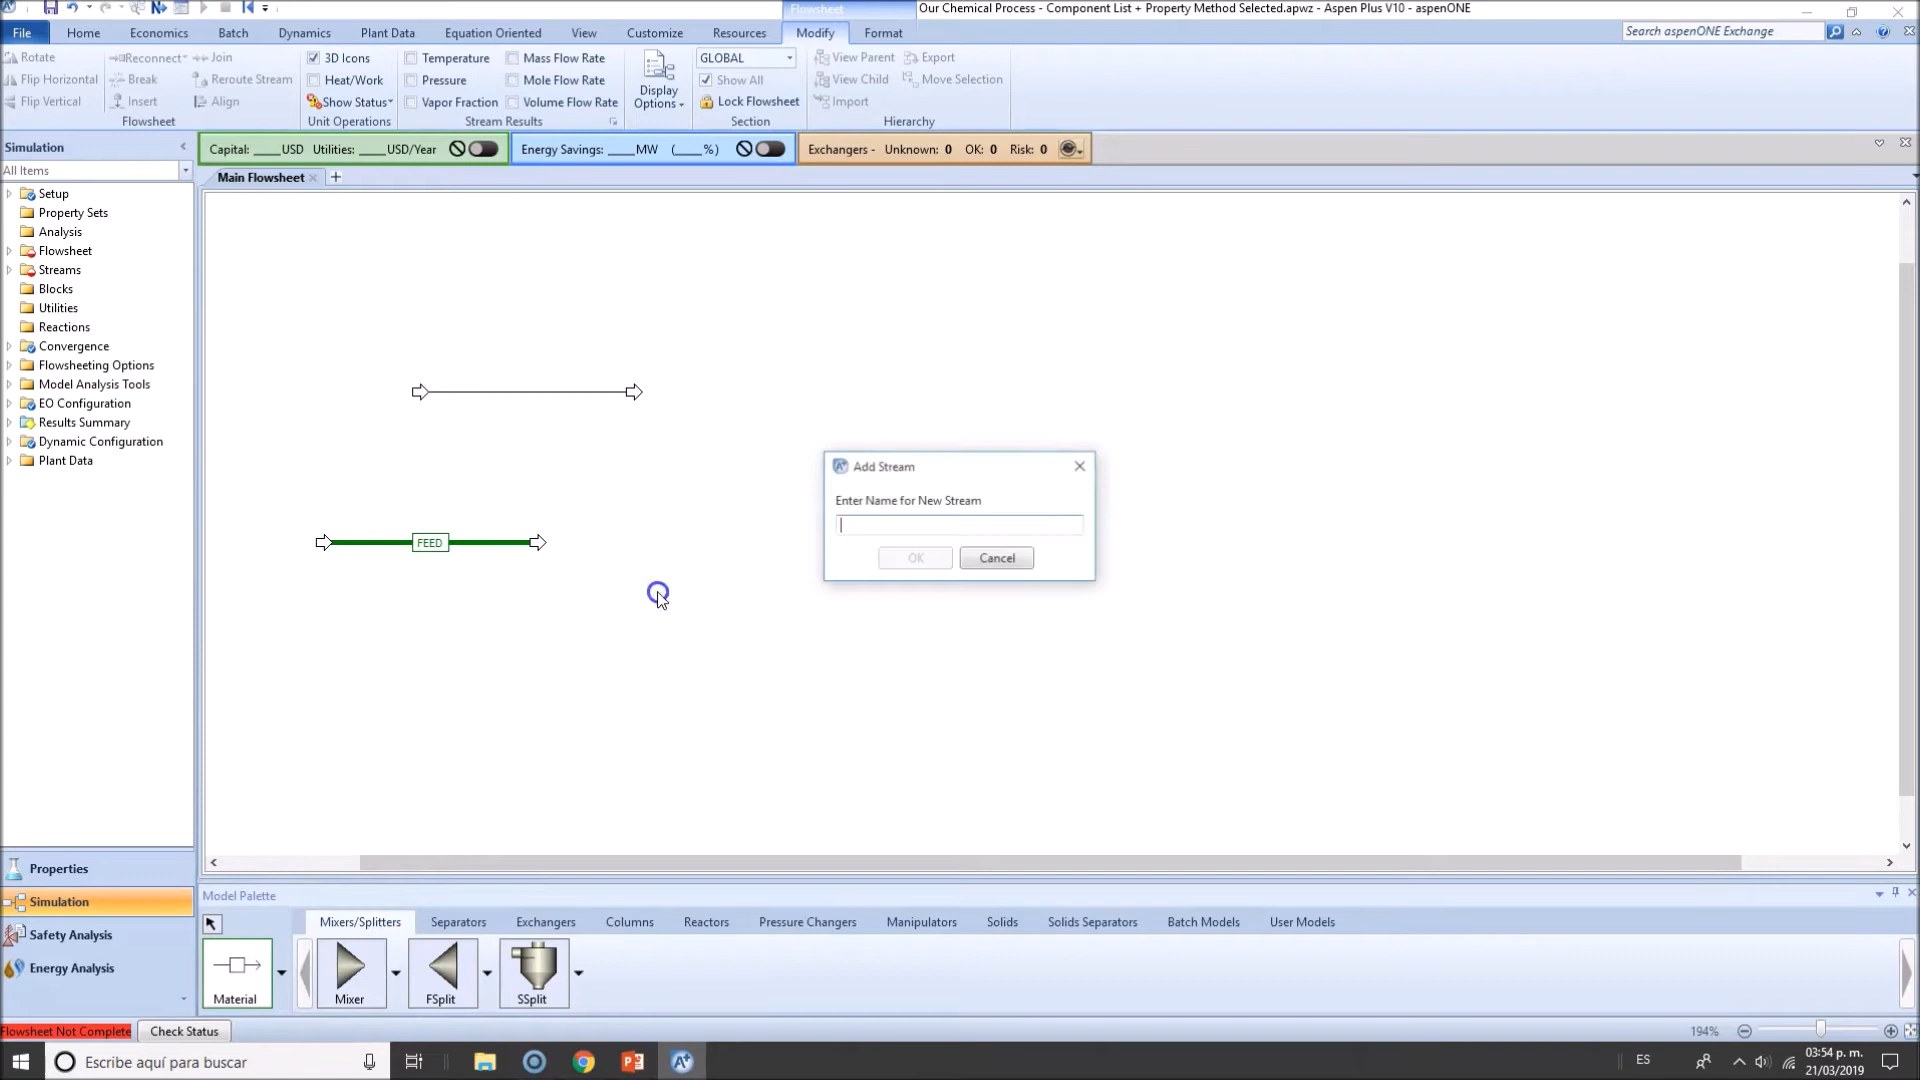 Flowsheet
Our Chemical Process - Component List + Property Method Selected.apwz - Aspen Plus V10 - aspenONE
File Home Economics Batch Dynamics Plant Data Equation Oriented View Customize Resources Modify Format
Search aspenONE Exchange
Rotate
Flip Horizontal
Flip Vertical
Reconnect
Break
Insert
Join
Reroute Stream
Align
Flowsheet
3D Icons
Heat/Work
Show Status
Unit Operations
Temperature
Pressure
Vapor Fraction
Mass Flow Rate
Mole Flow Rate
Volume Flow Rate
Stream Results
Display
Options
GLOBAL
Show All
Lock Flowsheet
Section
View Parent
View Child
Import
Export
Move Selection
Hierarchy
Simulation
All Items
Capital: ____USD Utilities: ____USD/Year
Energy Savings: ____MW (____%)
Exchangers - Unknown: 0 OK: 0 Risk: 0
Main Flowsheet
Setup
Property Sets
Analysis
Flowsheet
Streams
Blocks
Utilities
Reactions
Convergence
Flowsheeting Options
Model Analysis Tools
EO Configuration
Results Summary
Dynamic Configuration
Plant Data
FEED
Add Stream
Enter Name for New Stream
OK Cancel
Properties
Simulation
Safety Analysis
Energy Analysis
Model Palette
Mixers/Splitters Separators Exchangers Columns Reactors Pressure Changers Manipulators Solids Solids Separators Batch Models User Models
Material Mixer FSplit SSplit
Flowsheet Not Complete Check Status
194%
Escribe aquí para buscar
ES
03:54 p. m.
21/03/2019